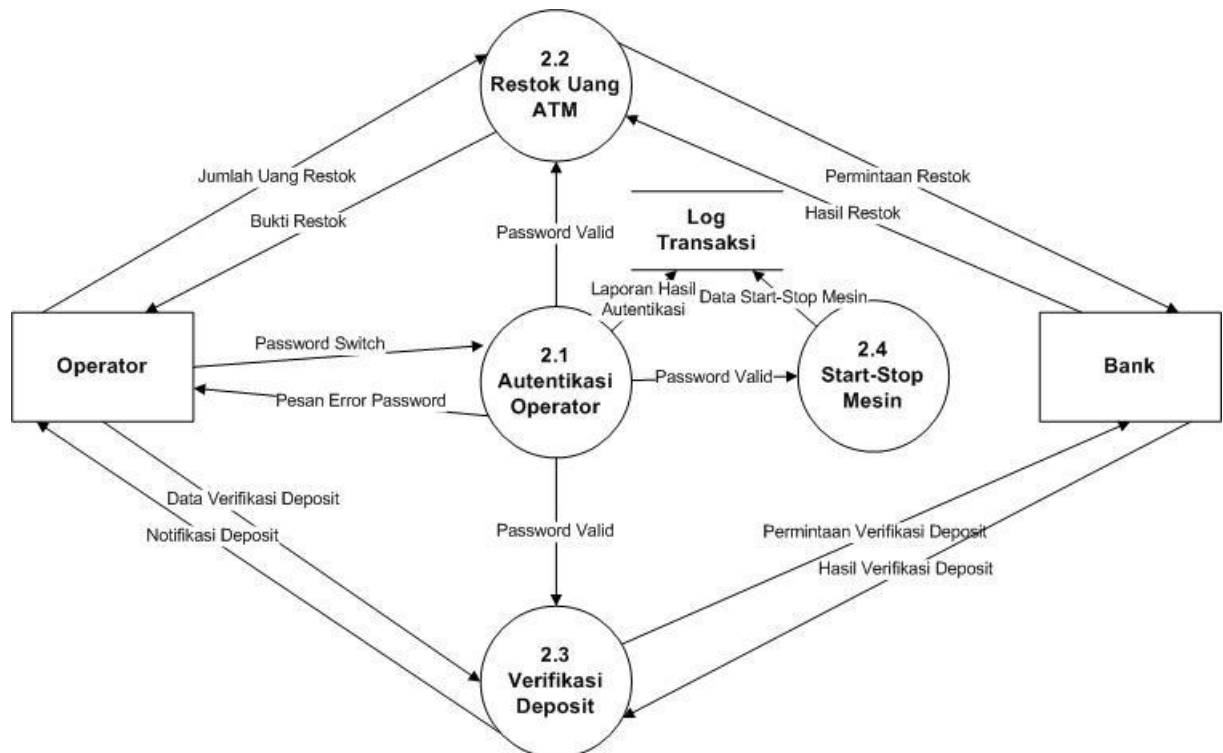 2.2
Restok Uang
ATM
Jumlah Uang Restok
Permintaan Restok
Bukti Restok
Hasil Restok
Password Valid
Log
Transaksi
Laporan Hasil
Autentikasi
Data Start-Stop Mesin
Operator
Password Switch
Pesan Error Password
2.1
Autentikasi
Operator
Password Valid
2.4
Start-Stop
Mesin
Bank
Data Verifikasi Deposit
Notifikasi Deposit
Password Valid
Permintaan Verifikasi Deposit
Hasil Verifikasi Deposit
2.3
Verifikasi
Deposit